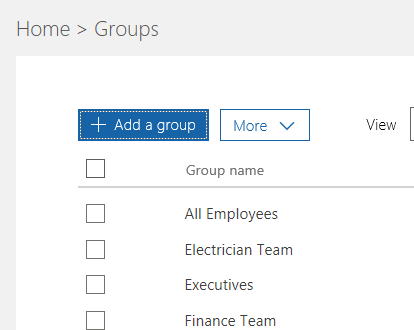 Home > Groups
+ Add a group More View
Group name
All Employees
Electrician Team
Executives
Finance Team